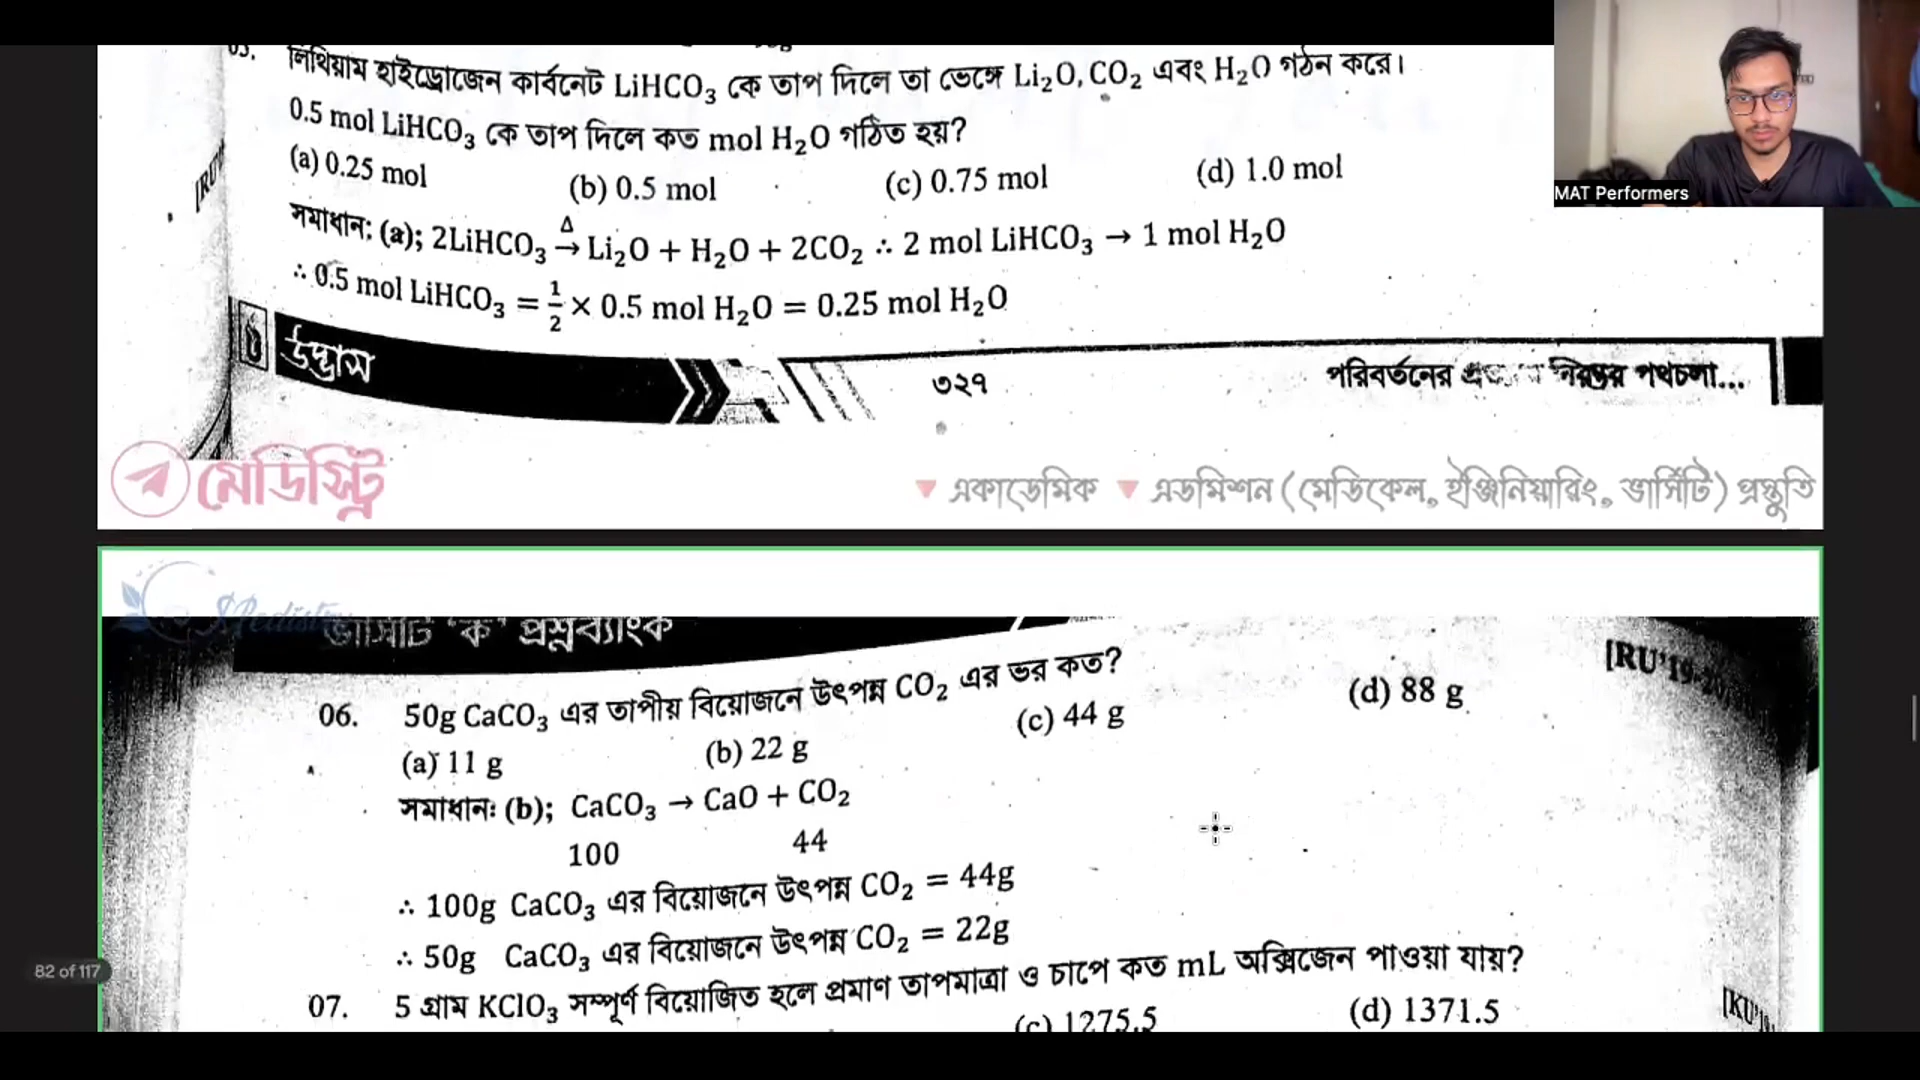 05. লিথিয়াম হাইড্রোজেন কার্বনেট LiHCO₃ কে তাপ দিলে তা ভেঙ্গে Li₂O, CO₂ এবং H₂O গঠন করে।
0.5 mol LiHCO₃ কে তাপ দিলে কত mol H₂O গঠিত হয়?
(a) 0.25 mol (b) 0.5 mol (c) 0.75 mol (d) 1.0 mol
সমাধান: (a); 2LiHCO₃ →Δ Li₂O + H₂O + 2CO₂ ∴ 2 mol LiHCO₃ → 1 mol H₂O
∴ 0.5 mol LiHCO₃ = 1/2 × 0.5 mol H₂O = 0.25 mol H₂O
MAT Performers
উদ্ভাস
৩২৭
পরিবর্তনের নিরন্তর পথচলা...
মেডিস্ট্রি
একাডেমিক এডমিশন (মেডিকেল, ইঞ্জিনিয়ারিং, ভার্সিটি) প্রস্তুতি
Medistry
ভার্সিটি 'ক' প্রশ্নব্যাংক
06. 50g CaCO₃ এর তাপীয় বিয়োজনে উৎপন্ন CO₂ এর ভর কত? [RU'19-20
(a) 11 g (b) 22 g (c) 44 g (d) 88 g
সমাধান: (b); CaCO₃ → CaO + CO₂
100 44
∴ 100g CaCO₃ এর বিয়োজনে উৎপন্ন CO₂ = 44g
∴ 50g CaCO₃ এর বিয়োজনে উৎপন্ন CO₂ = 22g
07. 5 গ্রাম KClO₃ সম্পূর্ণ বিয়োজিত হলে প্রমাণ তাপমাত্রা ও চাপে কত mL অক্সিজেন পাওয়া যায়?
(c) 1275.5 (d) 1371.5
82 of 117